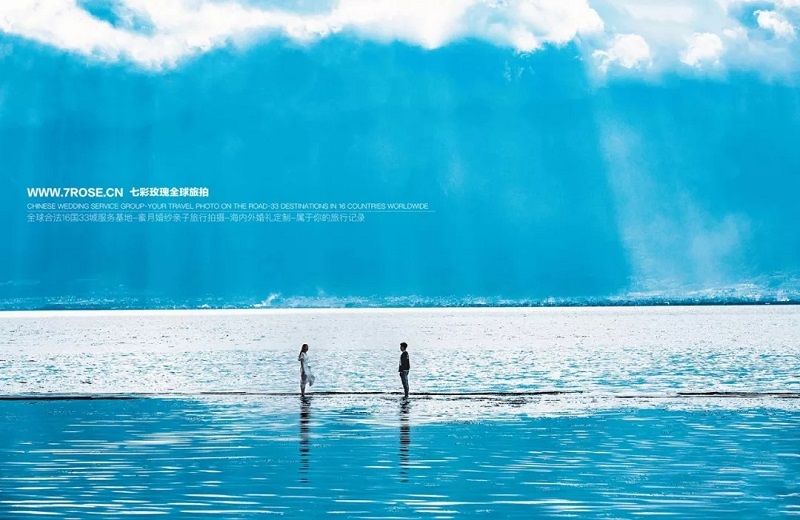 WWW.7ROSE.CN 七彩玫瑰全球旅拍
CHINESE WEDDING SERVICE GROUP-YOUR TRAVEL PHOTO ON THE ROAD-33 DESTINATIONS IN 16 COUNTRIES WORLDWIDE
全球合法16国33城服务基地-蜜月婚纱亲子旅行拍摄-海内外婚礼定制-属于你的旅行记录